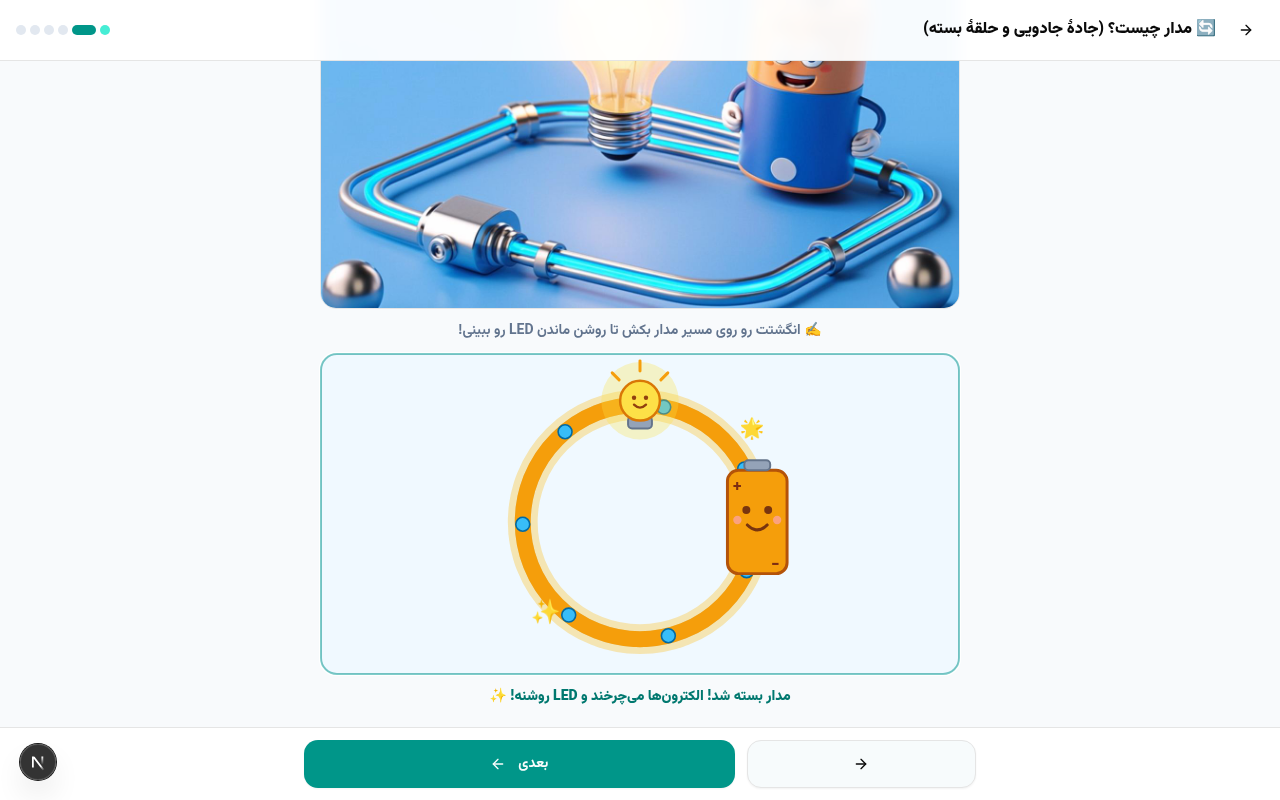 🔄 مدار چیست؟ (جادهٔ جادویی و حلقهٔ بسته)
✍️ انگشتت رو روی مسیر مدار بکش تا روشن ماندن LED رو ببینی!
+
−
مدار بسته شد! الکترون‌ها می‌چرخند و LED روشنه! ✨
بعدی
N